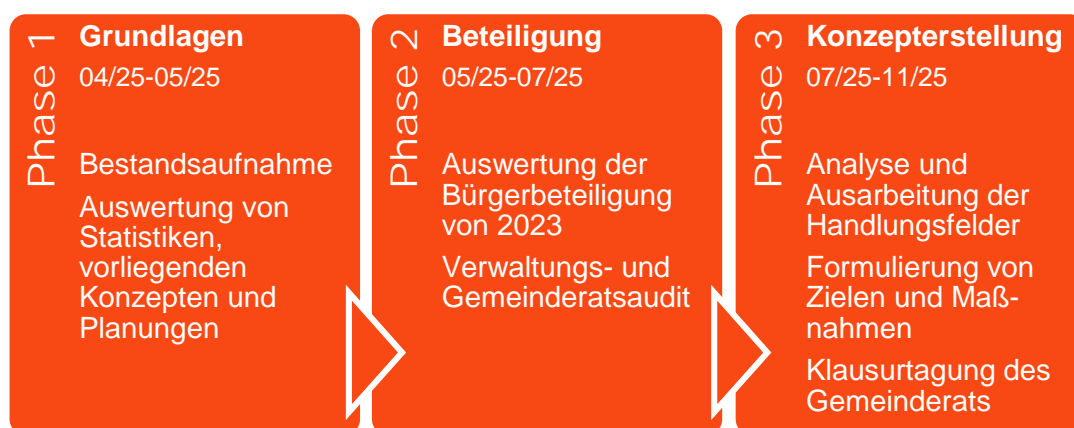 Phase 1
Grundlagen
04/25-05/25
Bestandsaufnahme
Auswertung von
Statistiken,
vorliegenden
Konzepten und
Planungen
Phase 2
Beteiligung
05/25-07/25
Auswertung der
Bürgerbeteiligung
von 2023
Verwaltungs- und
Gemeinderatsaudit
Phase 3
Konzepterstellung
07/25-11/25
Analyse und
Ausarbeitung der
Handlungsfelder
Formulierung von
Zielen und Maß-
nahmen
Klausurtagung des
Gemeinderats